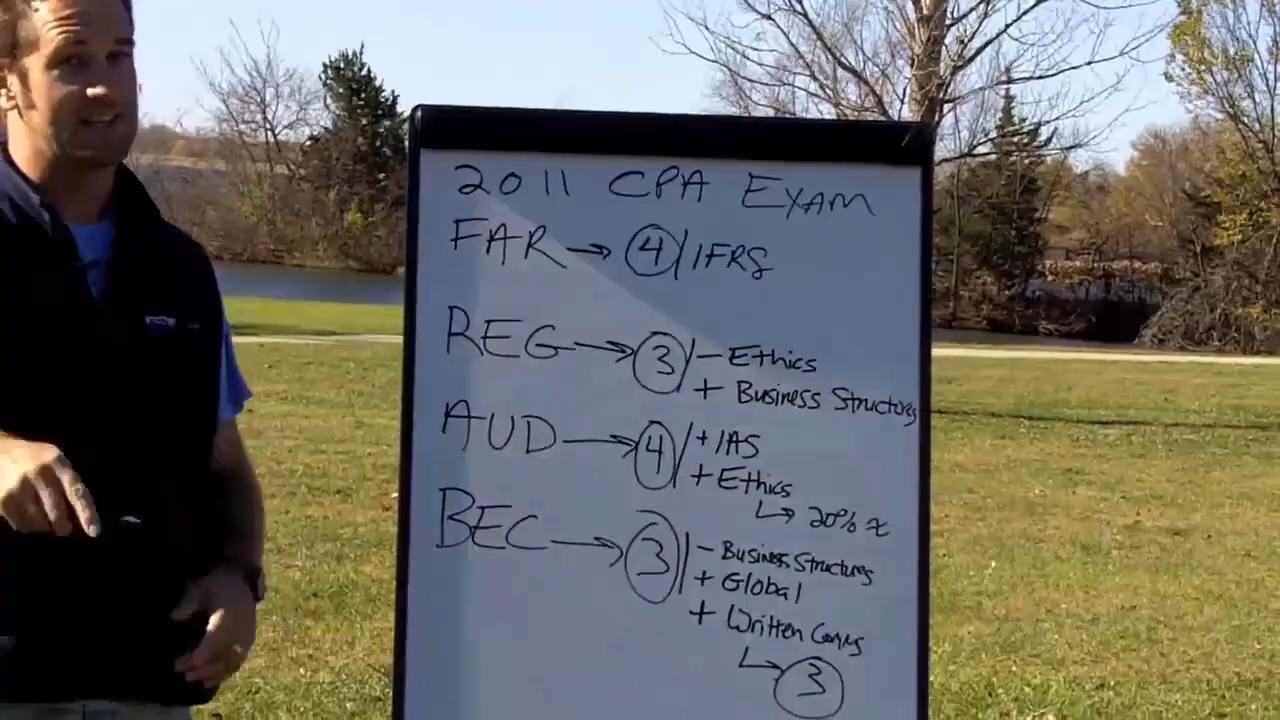 2011 CPA EXAM
FAR → 4 / IFRS
REG → 3 / - Ethics
+ Business Structures
AUD → 4 / + IAS
+ Ethics
↳ 20% ≈
BEC → 3 / - Business Structures
+ Global
+ Written Comms
↳ 3